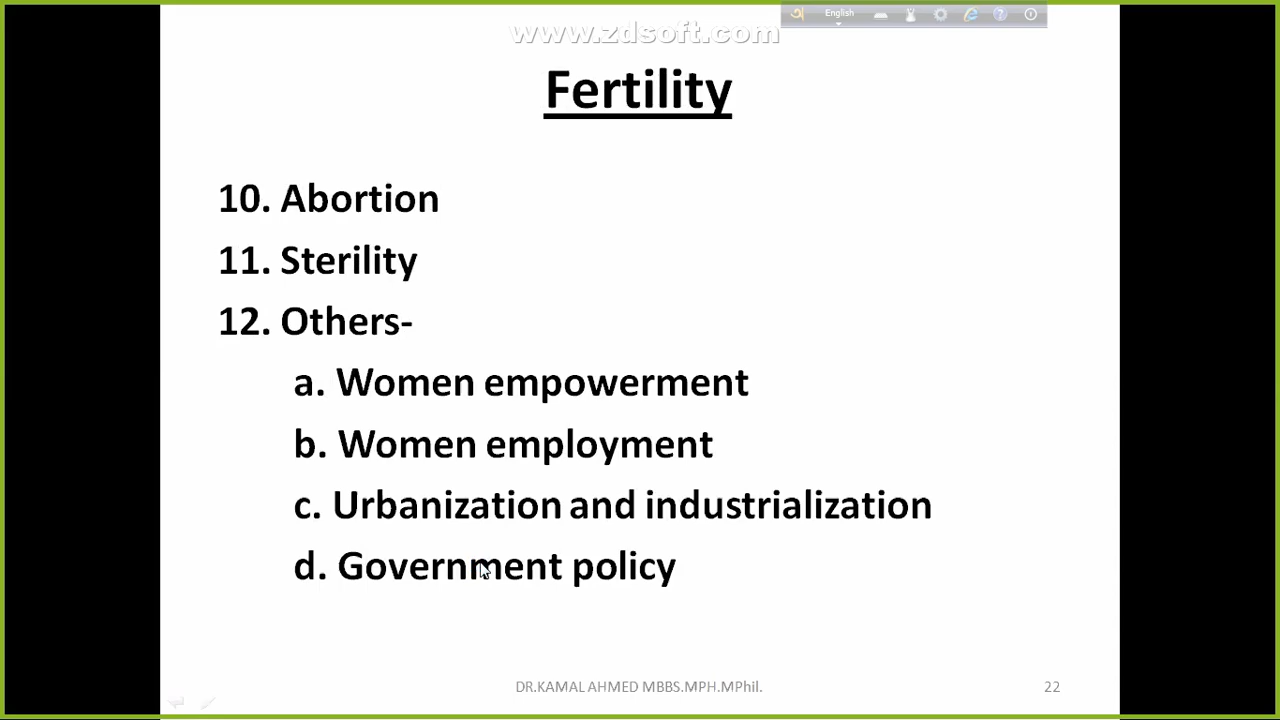 English
www.zdsoft.com
Fertility
10. Abortion
11. Sterility
12. Others-
a. Women empowerment
b. Women employment
c. Urbanization and industrialization
d. Government policy
DR.KAMAL AHMED MBBS.MPH.MPhil.
22